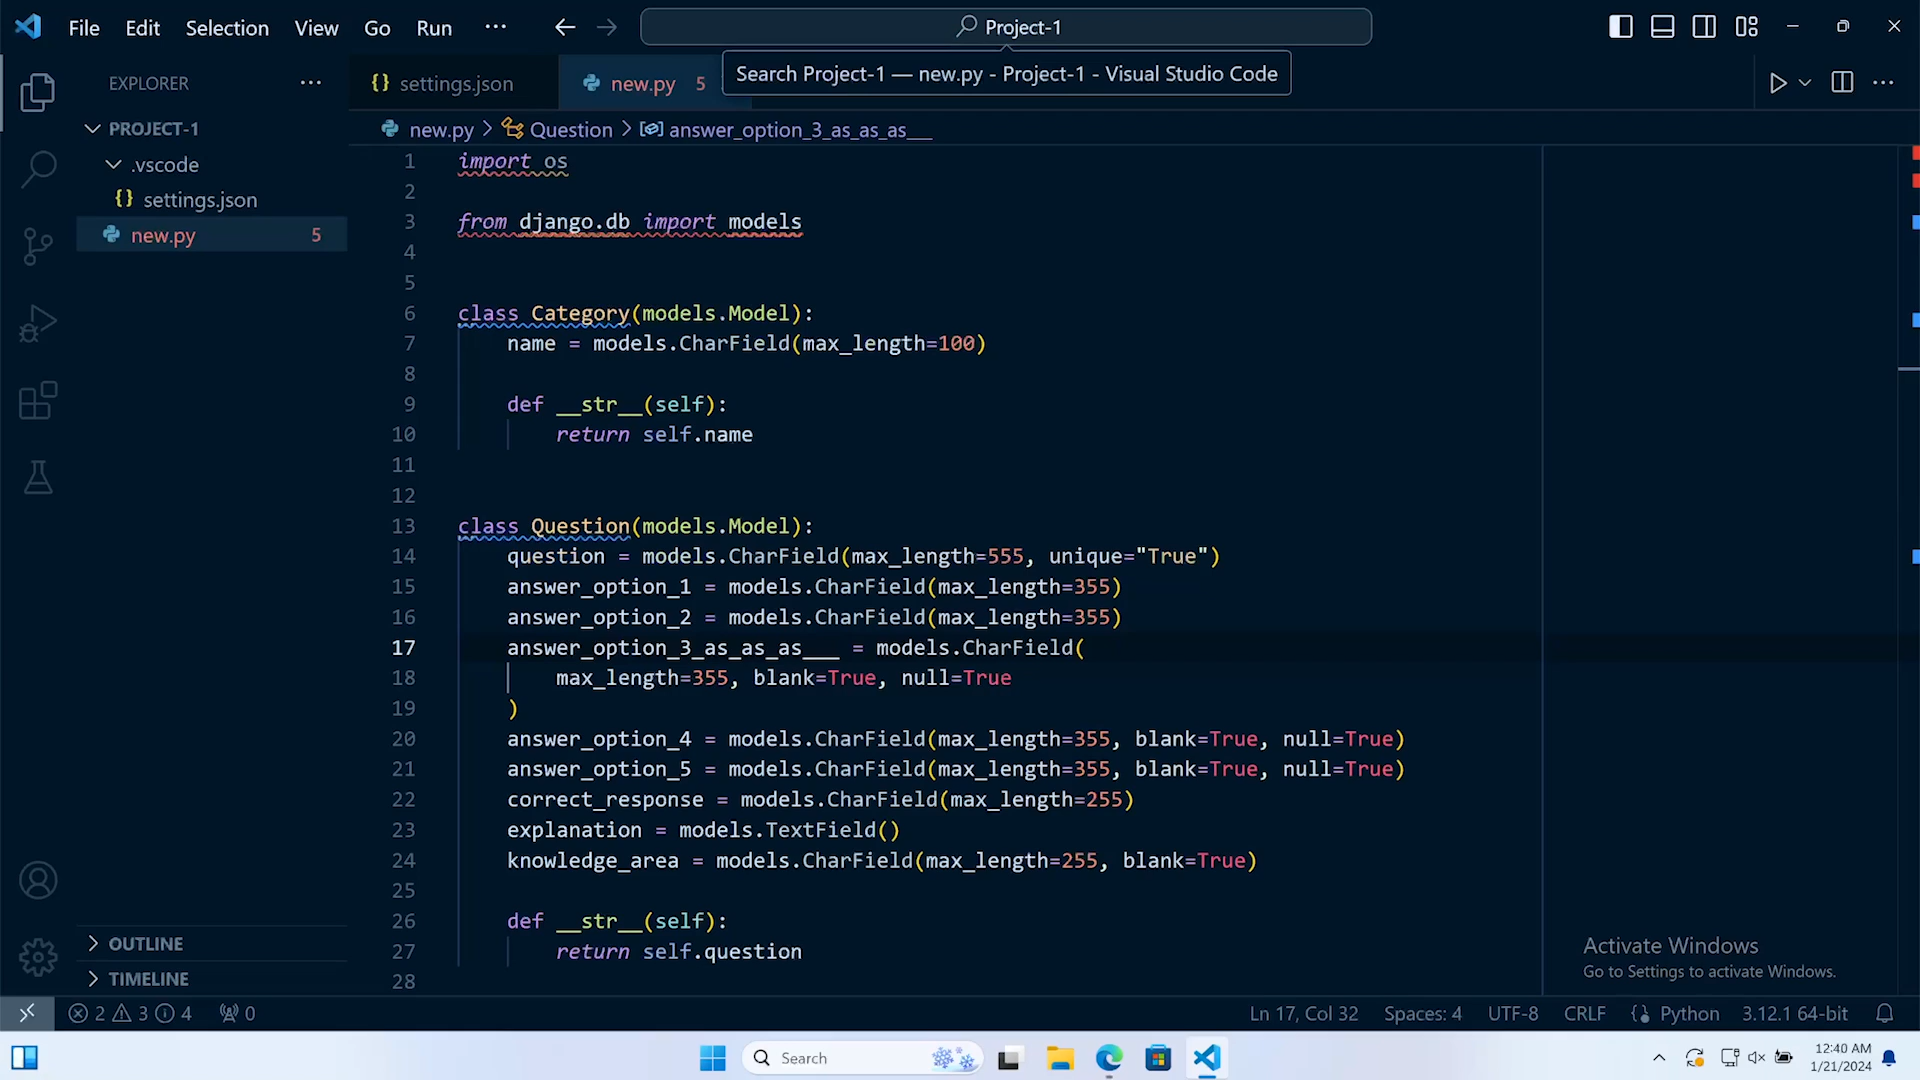 File Edit Selection View Go Run ··· Project-1
Search Project-1 — new.py - Project-1 - Visual Studio Code
EXPLORER ···
{} settings.json
new.py 5
PROJECT-1
.vscode
{} settings.json
new.py 5
new.py > Question > answer_option_3_as_as_as___
1 import os
2
3 from django.db import models
4
5
6 class Category(models.Model):
7 name = models.CharField(max_length=100)
8
9 def __str__(self):
10 return self.name
11
12
13 class Question(models.Model):
14 question = models.CharField(max_length=555, unique="True")
15 answer_option_1 = models.CharField(max_length=355)
16 answer_option_2 = models.CharField(max_length=355)
17 answer_option_3_as_as_as___ = models.CharField(
18 max_length=355, blank=True, null=True
19 )
20 answer_option_4 = models.CharField(max_length=355, blank=True, null=True)
21 answer_option_5 = models.CharField(max_length=355, blank=True, null=True)
22 correct_response = models.CharField(max_length=255)
23 explanation = models.TextField()
24 knowledge_area = models.CharField(max_length=255, blank=True)
25
26 def __str__(self):
27 return self.question
28
OUTLINE
TIMELINE
Activate Windows
Go to Settings to activate Windows.
2 3 4 0 Ln 17, Col 32 Spaces: 4 UTF-8 CRLF Python 3.12.1 64-bit
Search
12:40 AM
1/21/2024